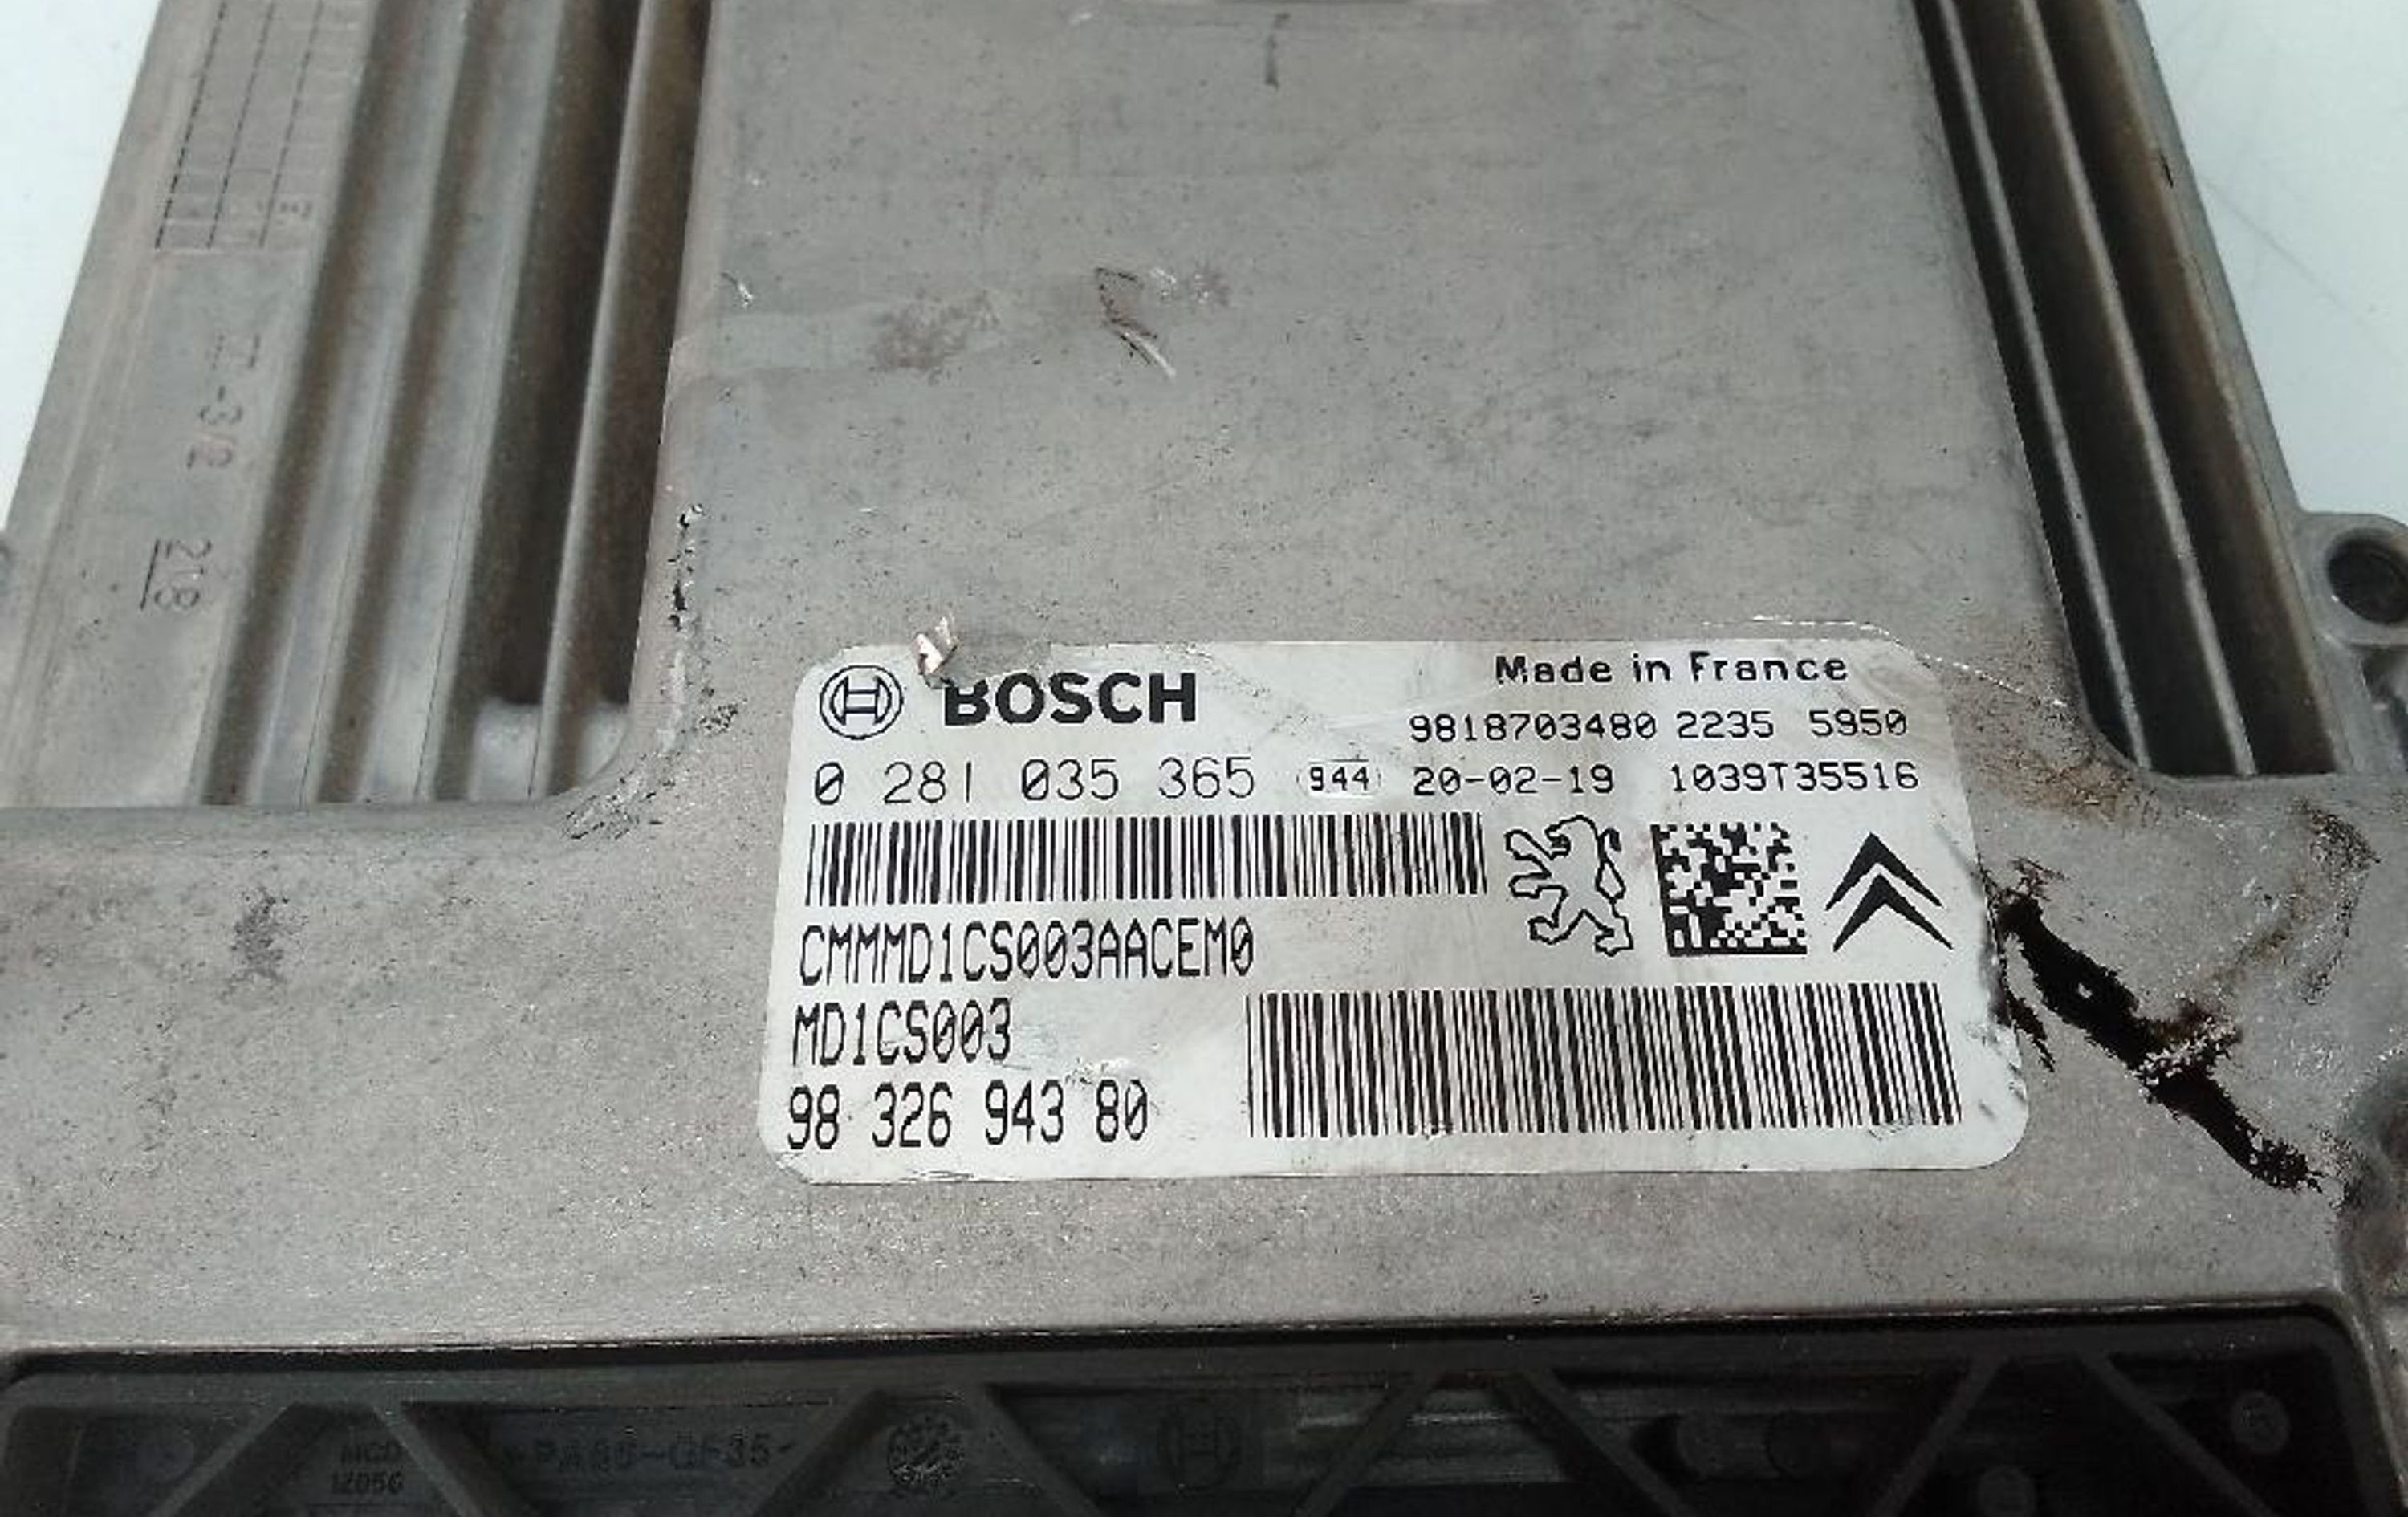 BOSCH
Made in France
9818703480 2235 5950
0 281 035 365 944 20-02-19 1039T35516
CMMMD1CS003AACEM0
MD1CS003
98 326 943 80